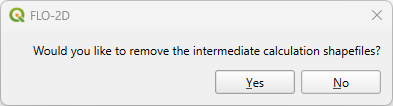 FLO-2D
Would you like to remove the intermediate calculation shapefiles?
Yes
No